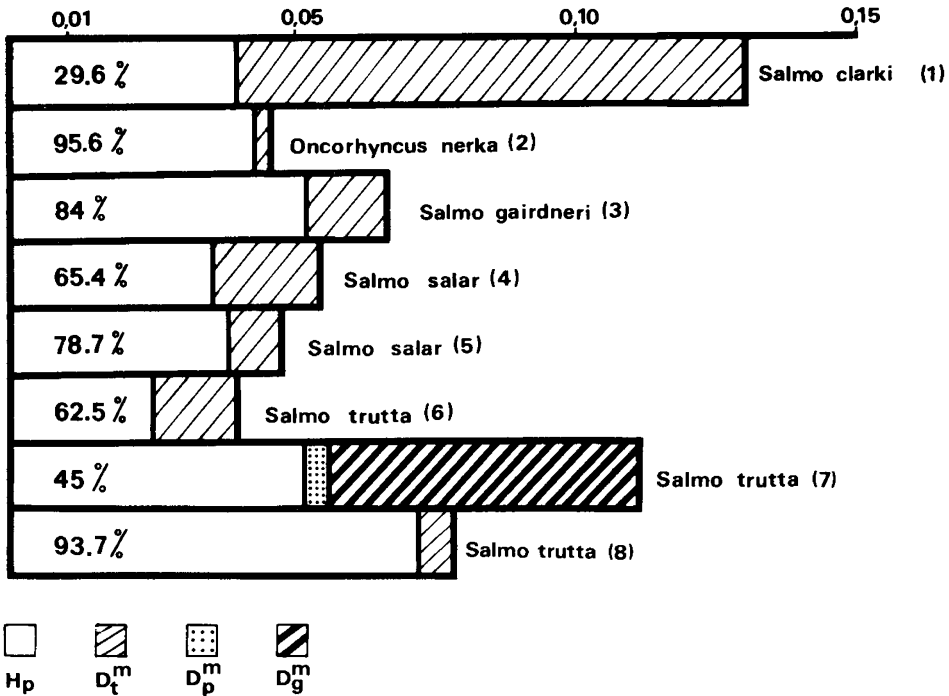 0,01 0,05 0,10 0,15
29.6 % Salmo clarki (1)
95.6 % Oncorhyncus nerka (2)
84 % Salmo gairdneri (3)
65.4 % Salmo salar (4)
78.7 % Salmo salar (5)
62.5 % Salmo trutta (6)
45 % Salmo trutta (7)
93.7 % Salmo trutta (8)
Hp Dtm Dpm Dgm